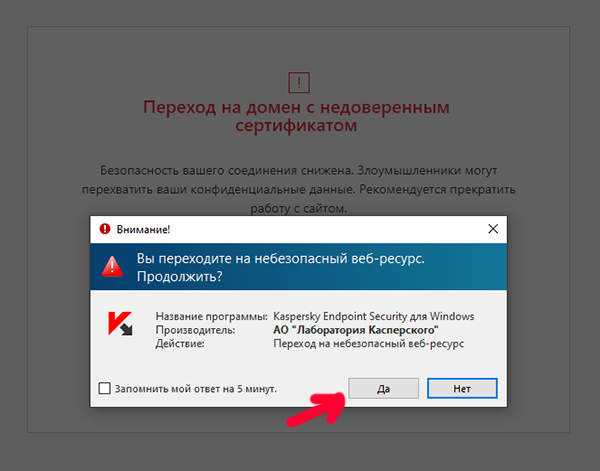 !
Переход на домен с недоверенным
сертификатом
Безопасность вашего соединения снижена. Злоумышленники могут
перехватить ваши конфиденциальные данные. Рекомендуется прекратить
работу с сайтом.
Внимание!
Вы переходите на небезопасный веб-ресурс.
Продолжить?
Название программы: Kaspersky Endpoint Security для Windows
Производитель: АО "Лаборатория Касперского"
Действие: Переход на небезопасный веб-ресурс
Запомнить мой ответ на 5 минут.
Да
Нет